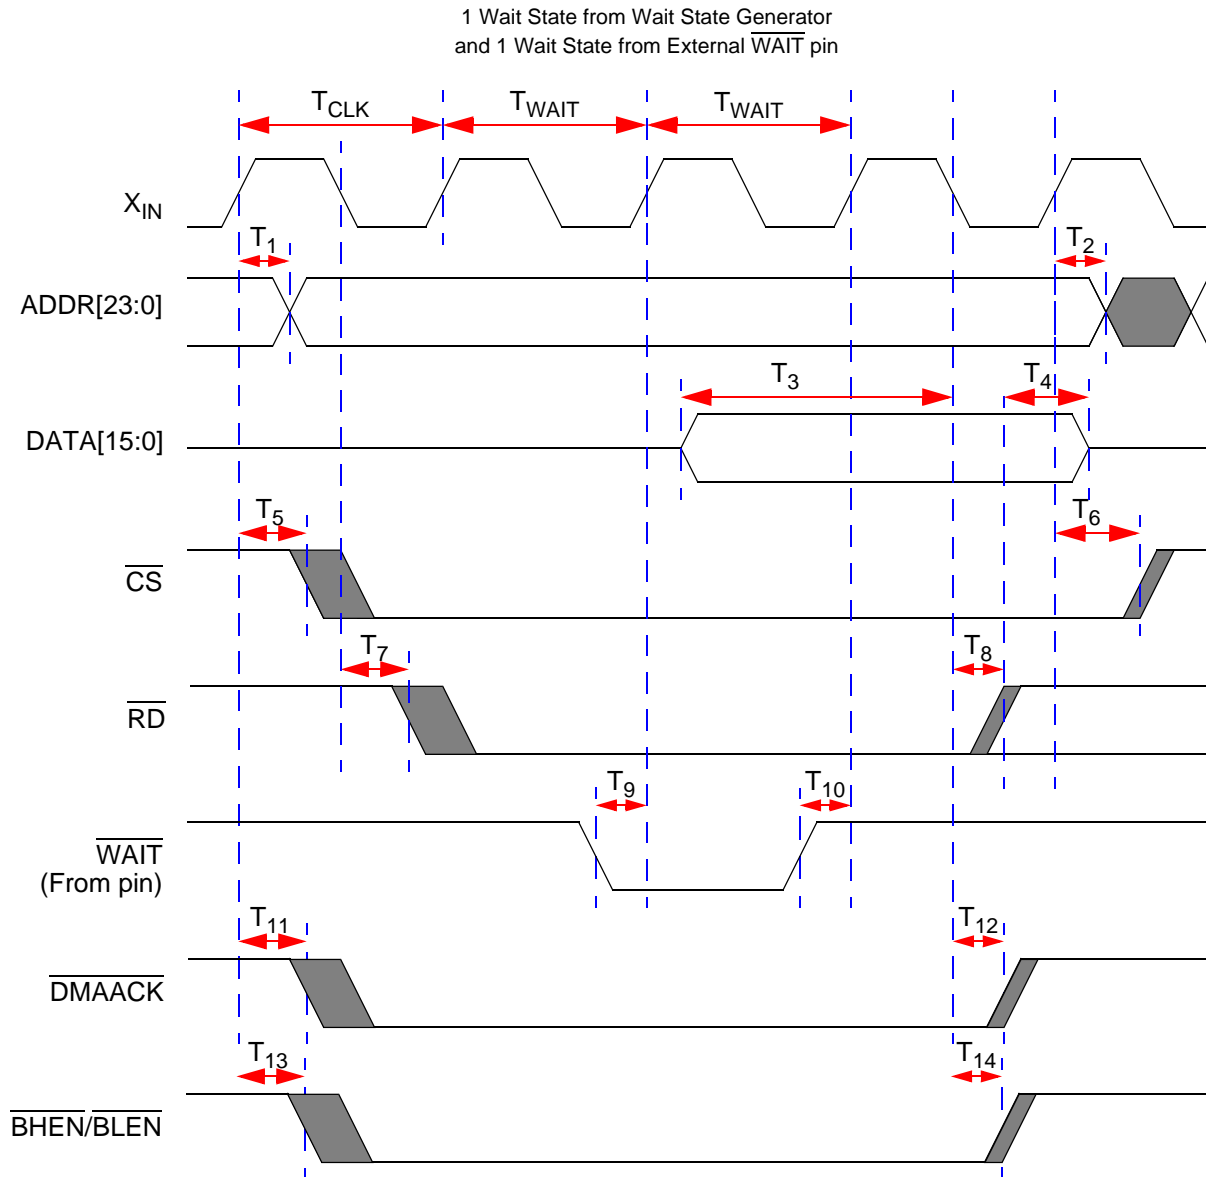 1 Wait State from Wait State Generator
and 1 Wait State from External WAIT pin
TCLK TWAIT TWAIT
XIN
T1 T2
ADDR[23:0]
T3 T4
DATA[15:0]
T5 T6
CS
T7 T8
RD
T9 T10
WAIT
(From pin)
T11 T12
DMAACK
T13 T14
BHEN/BLEN